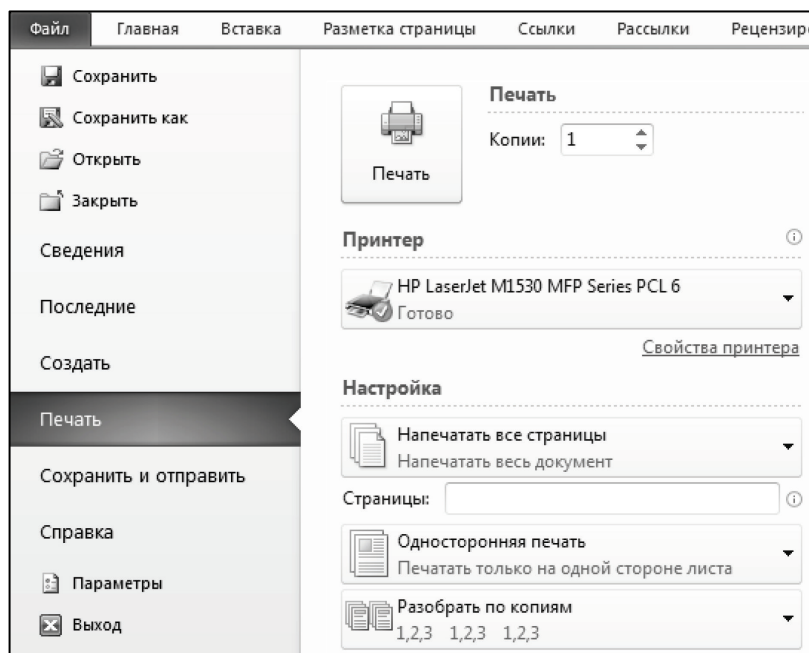 Файл Главная Вставка Разметка страницы Ссылки Рассылки Рецензиро
Сохранить
Сохранить как
Открыть
Закрыть
Сведения
Последние
Создать
Печать
Сохранить и отправить
Справка
Параметры
Выход
Печать
Печать
Копии: 1
Принтер
HP LaserJet M1530 MFP Series PCL 6
Готово
Свойства принтера
Настройка
Напечатать все страницы
Напечатать весь документ
Страницы:
Односторонняя печать
Печатать только на одной стороне листа
Разобрать по копиям
1,2,3 1,2,3 1,2,3